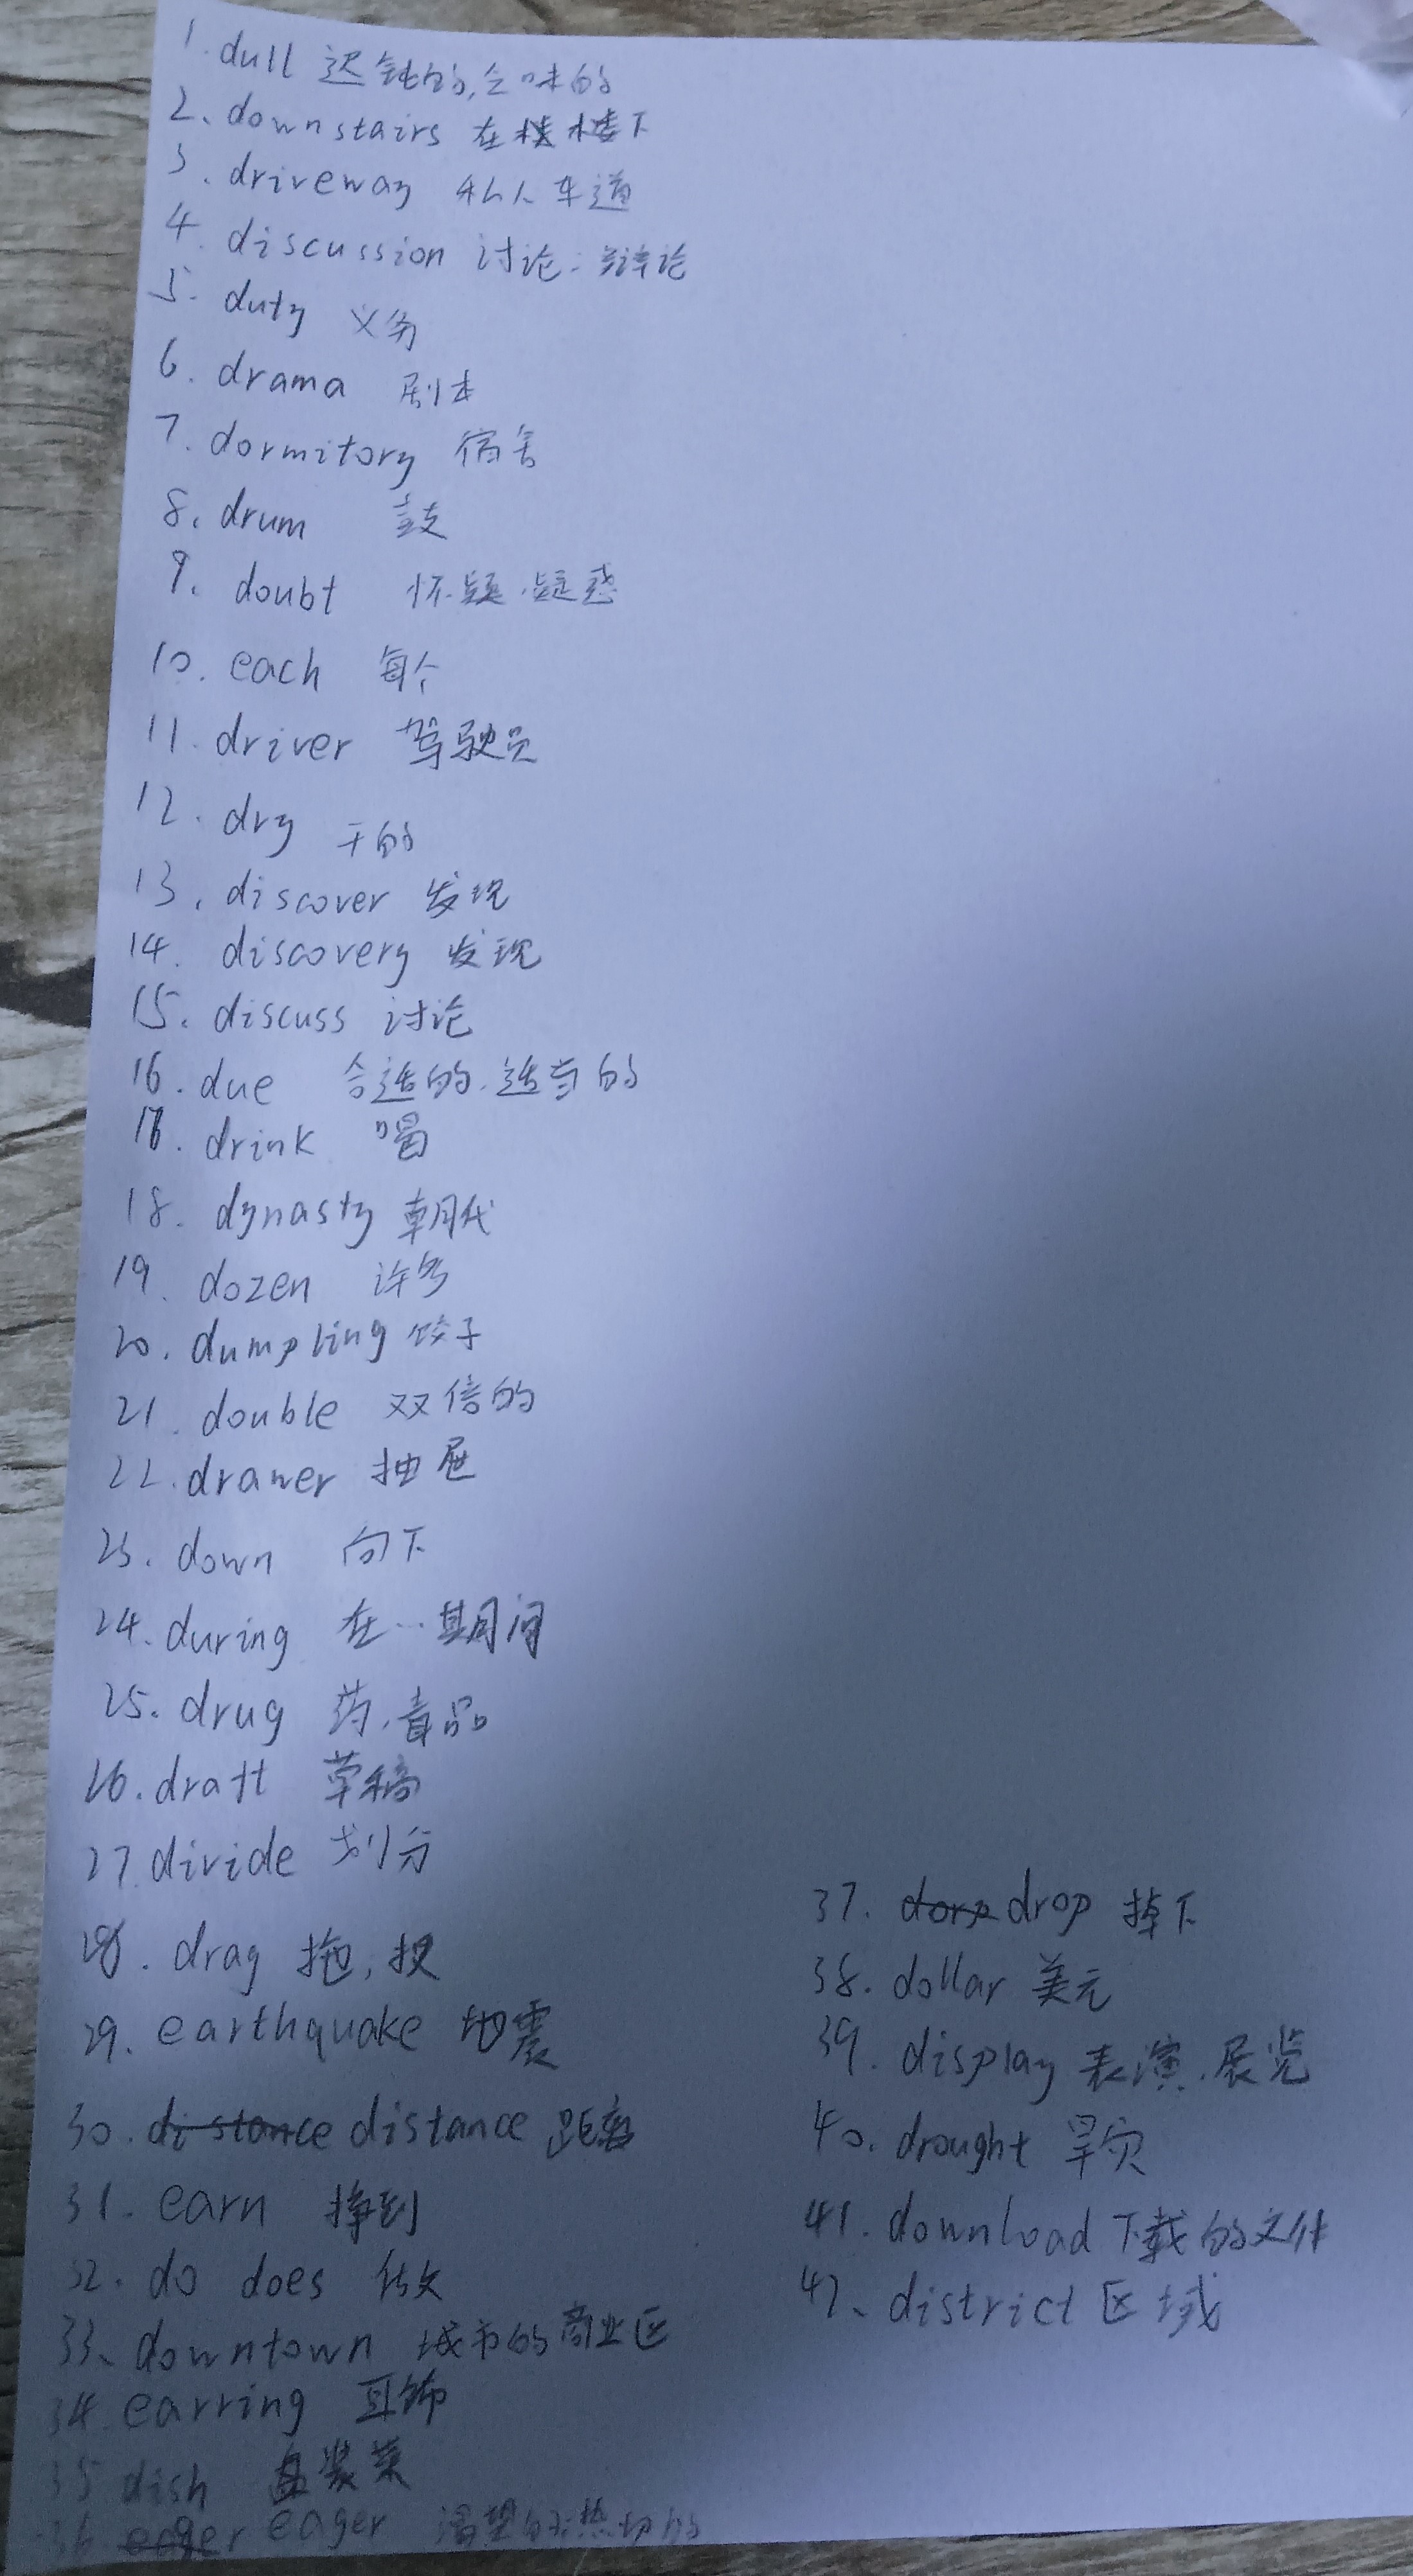 1. dull 迟钝的,乏味的
2、downstairs 在楼下
3、driveway 私人车道
4. discussion 讨论;辩论
5. duty 义务
6. drama 剧本
7. dormitory 宿舍
8. drum 鼓
9. doubt 怀疑.疑惑
10. each 每个
11. driver 驾驶员
12. dry 干的
13. discover 发现
14. discovery 发现
15. discuss 讨论
16. due 合适的.适当的
17. drink 喝
18. dynasty 朝代
19. dozen 许多
20. dumpling 饺子
21. double 双倍的
22. drawer 抽屉
23. down 向下
24. during 在…期间
25. drug 药.毒品
26. draft 草稿
27 divide 划分
28. drag 拖,拽
29. earthquake 地震
30. distance distance 距离
31. earn 挣到
32. do does 做
33、downtown 城市的商业区
34. earring 耳饰
35 dish 盘装菜
36 eager 渴望的;热切的
37. dorp drop 掉下
38. dollar 美元
39. display 表演.展览
40. drought 旱灾
41. download 下载的文件
42、district 区域